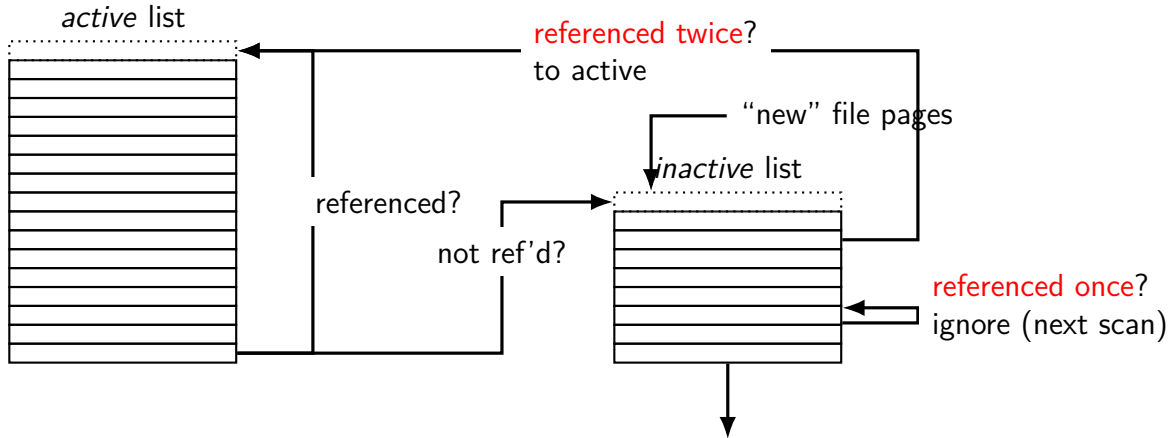 active list
referenced twice?
to active
“new” file pages
inactive list
referenced?
not ref’d?
referenced once?
ignore (next scan)